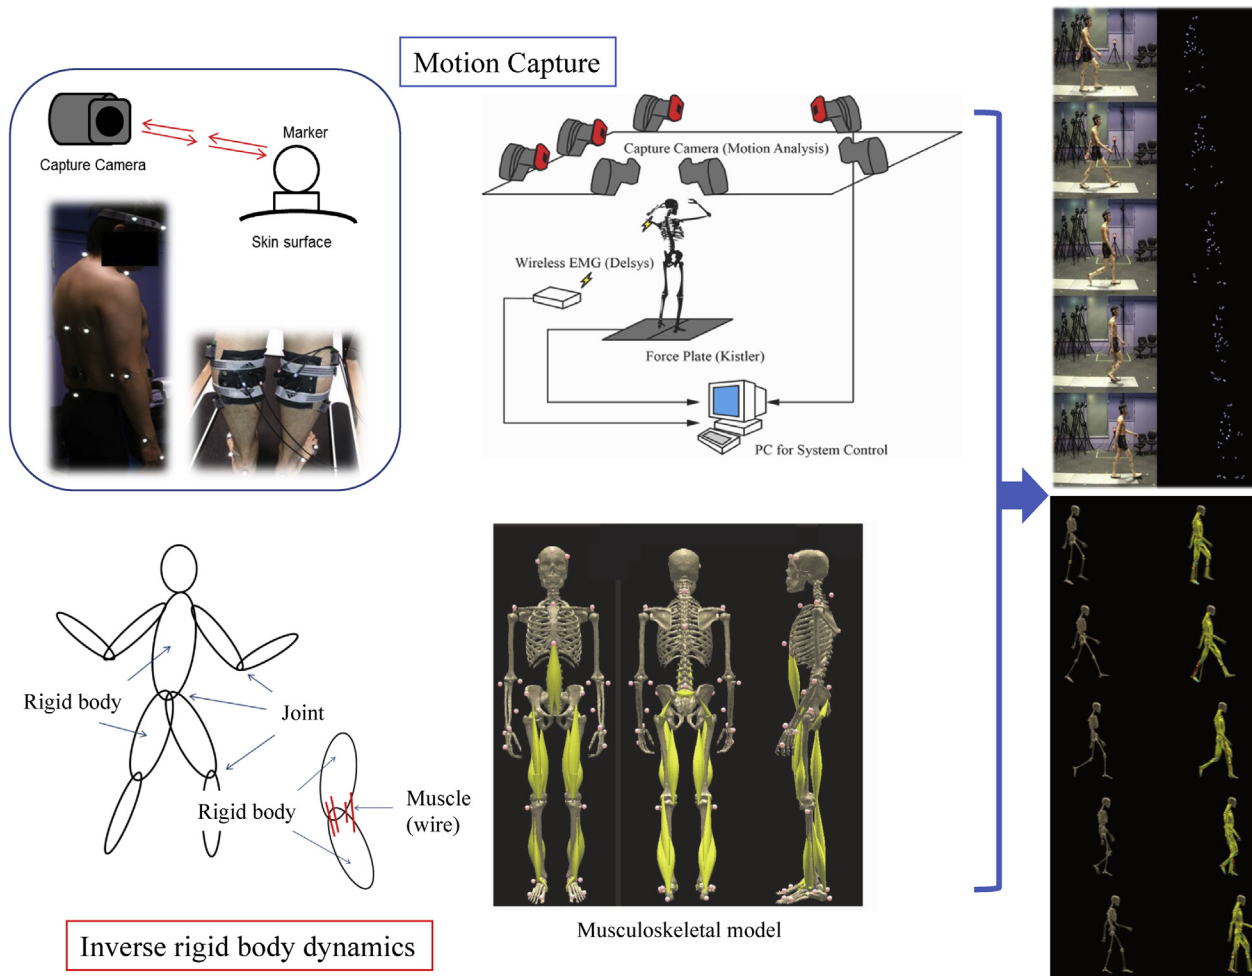 Motion Capture
Capture Camera
Marker
Skin surface
Capture Camera (Motion Analysis)
Wireless EMG (Delsys)
Force Plate (Kistler)
PC for System Control
Rigid body
Joint
Rigid body
Muscle
(wire)
Inverse rigid body dynamics
Musculoskeletal model